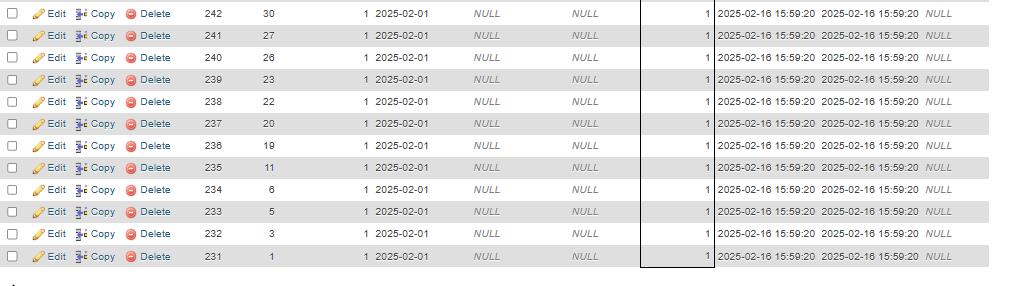 Edit Copy Delete 242 30 1 2025-02-01 NULL NULL 1 2025-02-16 15:59:20 2025-02-16 15:59:20 NULL
Edit Copy Delete 241 27 1 2025-02-01 NULL NULL 1 2025-02-16 15:59:20 2025-02-16 15:59:20 NULL
Edit Copy Delete 240 26 1 2025-02-01 NULL NULL 1 2025-02-16 15:59:20 2025-02-16 15:59:20 NULL
Edit Copy Delete 239 23 1 2025-02-01 NULL NULL 1 2025-02-16 15:59:20 2025-02-16 15:59:20 NULL
Edit Copy Delete 238 22 1 2025-02-01 NULL NULL 1 2025-02-16 15:59:20 2025-02-16 15:59:20 NULL
Edit Copy Delete 237 20 1 2025-02-01 NULL NULL 1 2025-02-16 15:59:20 2025-02-16 15:59:20 NULL
Edit Copy Delete 236 19 1 2025-02-01 NULL NULL 1 2025-02-16 15:59:20 2025-02-16 15:59:20 NULL
Edit Copy Delete 235 11 1 2025-02-01 NULL NULL 1 2025-02-16 15:59:20 2025-02-16 15:59:20 NULL
Edit Copy Delete 234 6 1 2025-02-01 NULL NULL 1 2025-02-16 15:59:20 2025-02-16 15:59:20 NULL
Edit Copy Delete 233 5 1 2025-02-01 NULL NULL 1 2025-02-16 15:59:20 2025-02-16 15:59:20 NULL
Edit Copy Delete 232 3 1 2025-02-01 NULL NULL 1 2025-02-16 15:59:20 2025-02-16 15:59:20 NULL
Edit Copy Delete 231 1 1 2025-02-01 NULL NULL 1 2025-02-16 15:59:20 2025-02-16 15:59:20 NULL